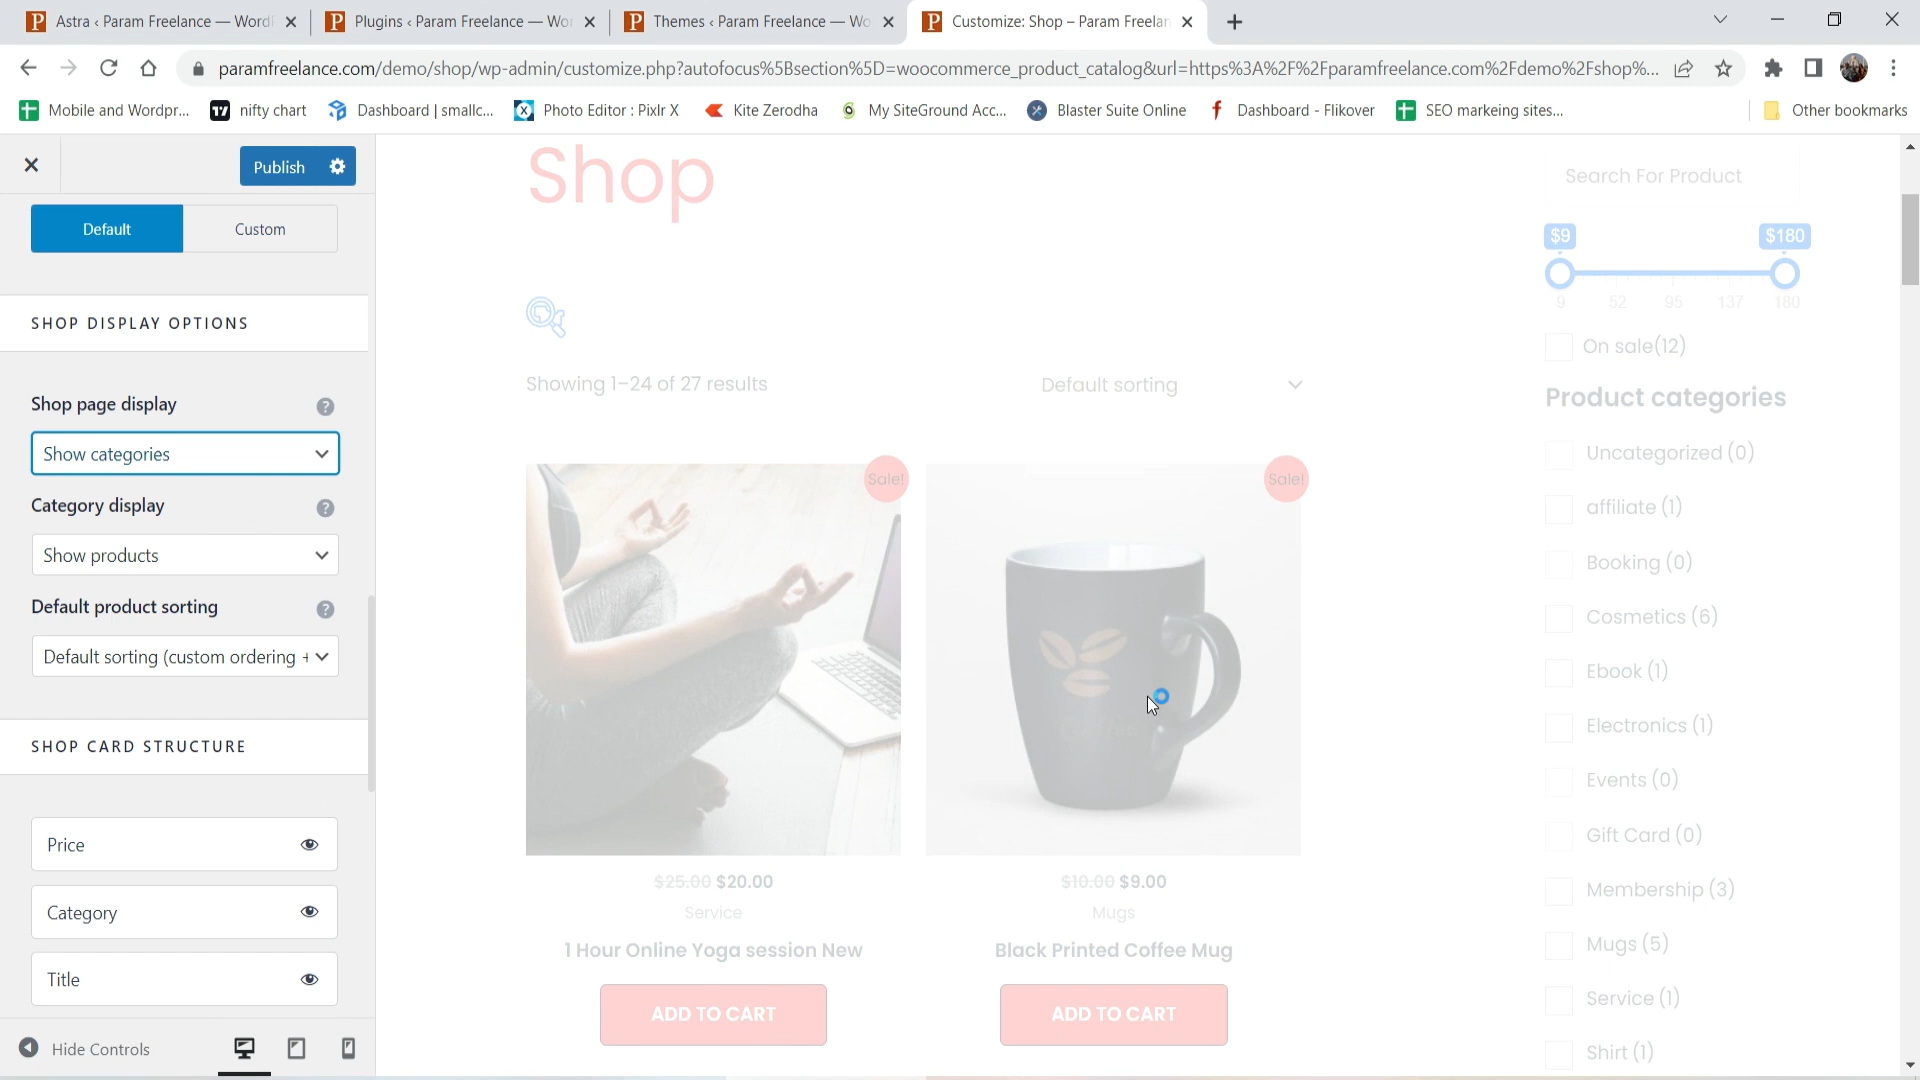 Astra ‹ Param Freelance — WordP
Plugins ‹ Param Freelance — Wor
Themes ‹ Param Freelance — Wo
Customize: Shop – Param Freelan
paramfreelance.com/demo/shop/wp-admin/customize.php?autofocus%5Bsection%5D=woocommerce_product_catalog&url=https%3A%2F%2Fparamfreelance.com%2Fdemo%2Fshop%...
Mobile and Wordpr...
nifty chart
Dashboard | smallc...
Photo Editor : Pixlr X
Kite Zerodha
My SiteGround Acc...
Blaster Suite Online
Dashboard - Flikover
SEO markeing sites...
Other bookmarks
Publish
Default
Custom
SHOP DISPLAY OPTIONS
Shop page display
Show categories
Category display
Show products
Default product sorting
Default sorting (custom ordering +
SHOP CARD STRUCTURE
Price
Category
Title
Hide Controls
Shop
Showing 1–24 of 27 results
Default sorting
Sale!
Sale!
$25.00 $20.00
Service
1 Hour Online Yoga session New
ADD TO CART
$10.00 $9.00
Mugs
Black Printed Coffee Mug
ADD TO CART
Search For Product
$9
$180
9 52 95 137 180
On sale(12)
Product categories
Uncategorized (0)
affiliate (1)
Booking (0)
Cosmetics (6)
Ebook (1)
Electronics (1)
Events (0)
Gift Card (0)
Membership (3)
Mugs (5)
Service (1)
Shirt (1)